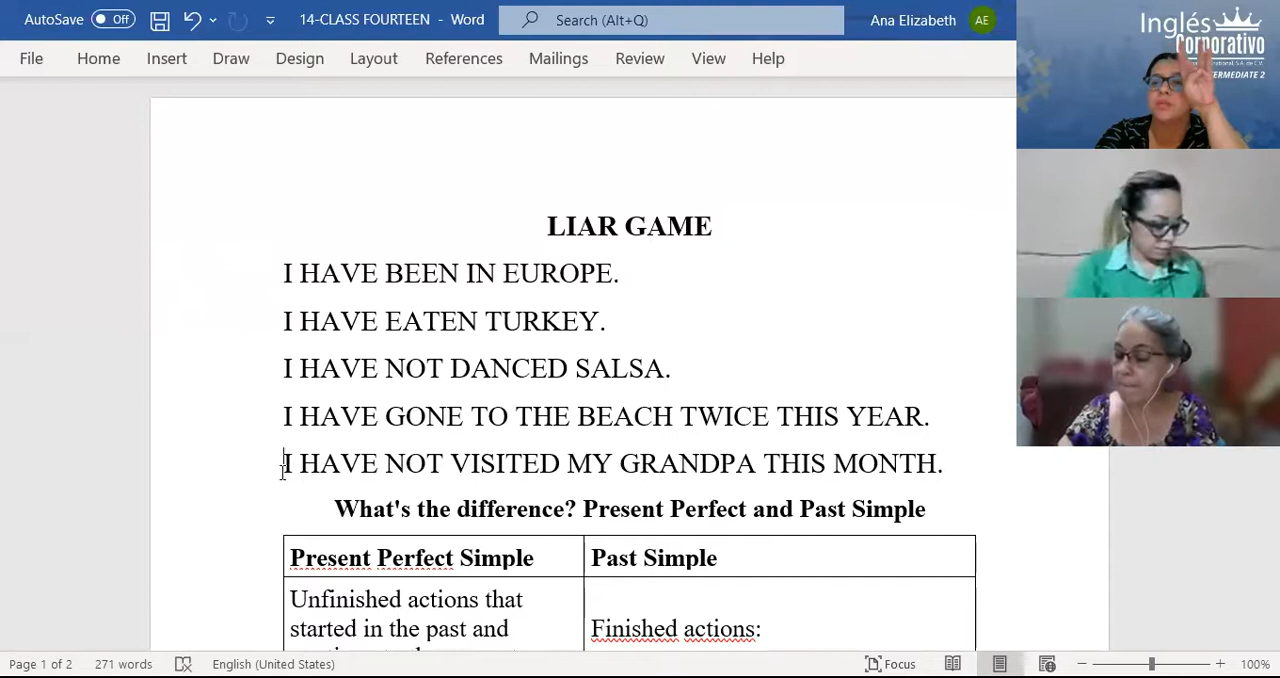 AutoSave Off 14-CLASS FOURTEEN - Word Search (Alt+Q) Ana Elizabeth AE
File Home Insert Draw Design Layout References Mailings Review View Help
Inglés
Corporativo
INTERMEDIATE 2
LIAR GAME
I HAVE BEEN IN EUROPE.
I HAVE EATEN TURKEY.
I HAVE NOT DANCED SALSA.
I HAVE GONE TO THE BEACH TWICE THIS YEAR.
I HAVE NOT VISITED MY GRANDPA THIS MONTH.
What's the difference? Present Perfect and Past Simple
Present Perfect Simple Past Simple
Unfinished actions that
started in the past and
Finished actions:
Page 1 of 2 271 words English (United States) Focus 100%